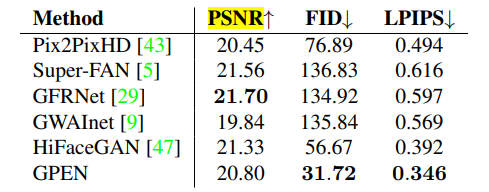 Method PSNR↑ FID↓ LPIPS↓
Pix2PixHD [43] 20.45 76.89 0.494
Super-FAN [5] 21.56 136.83 0.616
GFRNet [29] 21.70 134.92 0.597
GWAInet [9] 19.84 135.84 0.569
HiFaceGAN [47] 21.33 56.67 0.392
GPEN 20.80 31.72 0.346